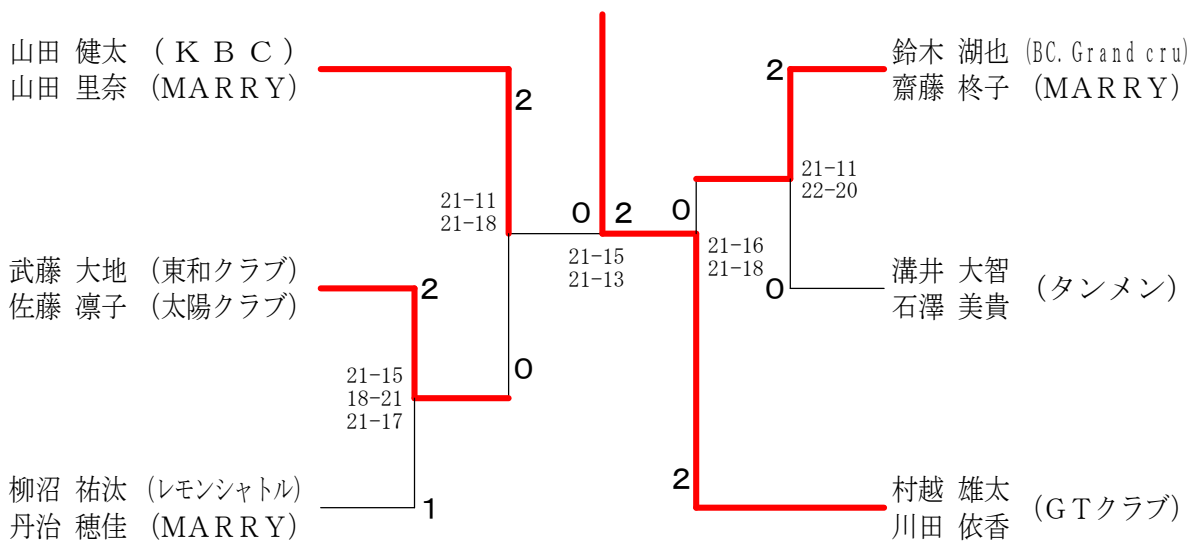 山田 健太 (ＫＢＣ)
山田 里奈 (ＭＡＲＲＹ)
2
21-11
21-18
武藤 大地 (東和クラブ)
佐藤 凛子 (太陽クラブ)
2
21-15
18-21
21-17
0
柳沼 祐汰 (レモンシャトル)
丹治 穂佳 (ＭＡＲＲＹ)
1
0 2
21-15
21-13
鈴木 湖也 (BC.Grand cru)
齋藤 柊子 (ＭＡＲＲＹ)
2
21-11
22-20
0
21-16
21-18
溝井 大智
石澤 美貴
(タンメン)
0
2
村越 雄太
川田 依香
(ＧＴクラブ)